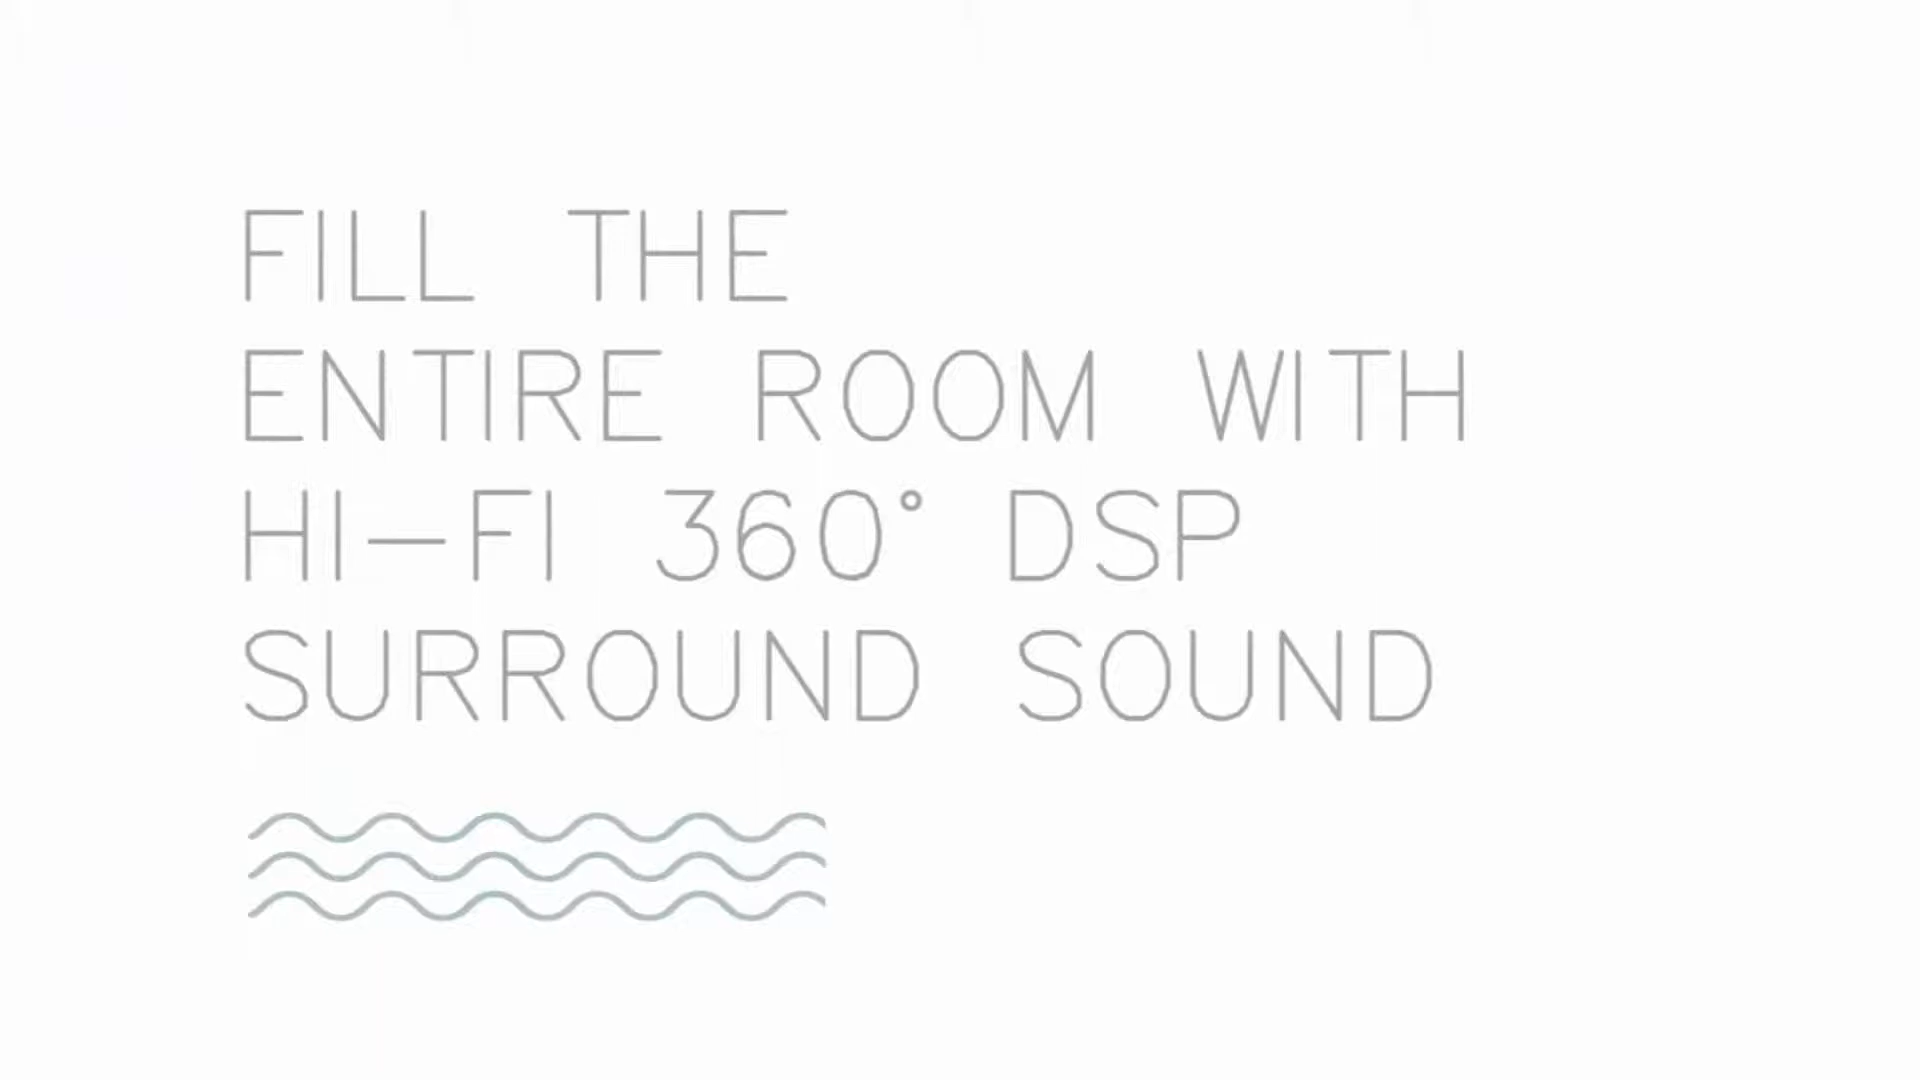 FILL THE
ENTIRE ROOM WITH
HI-FI 360° DSP
SURROUND SOUND